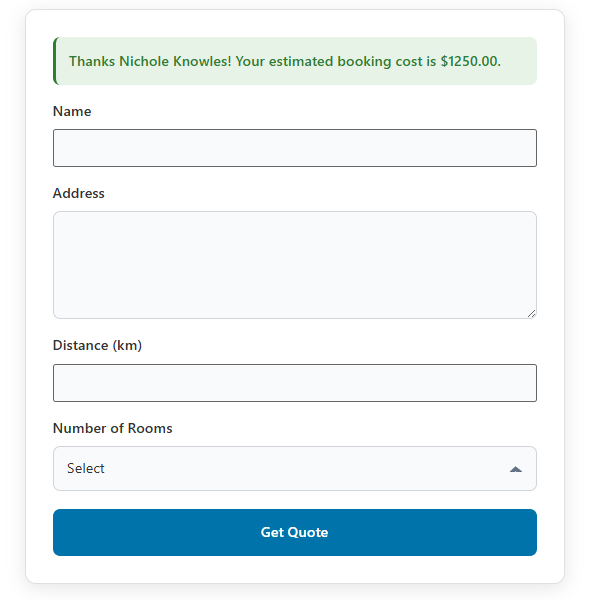 Thanks Nichole Knowles! Your estimated booking cost is $1250.00.
Name
Address
Distance (km)
Number of Rooms
Select
Get Quote